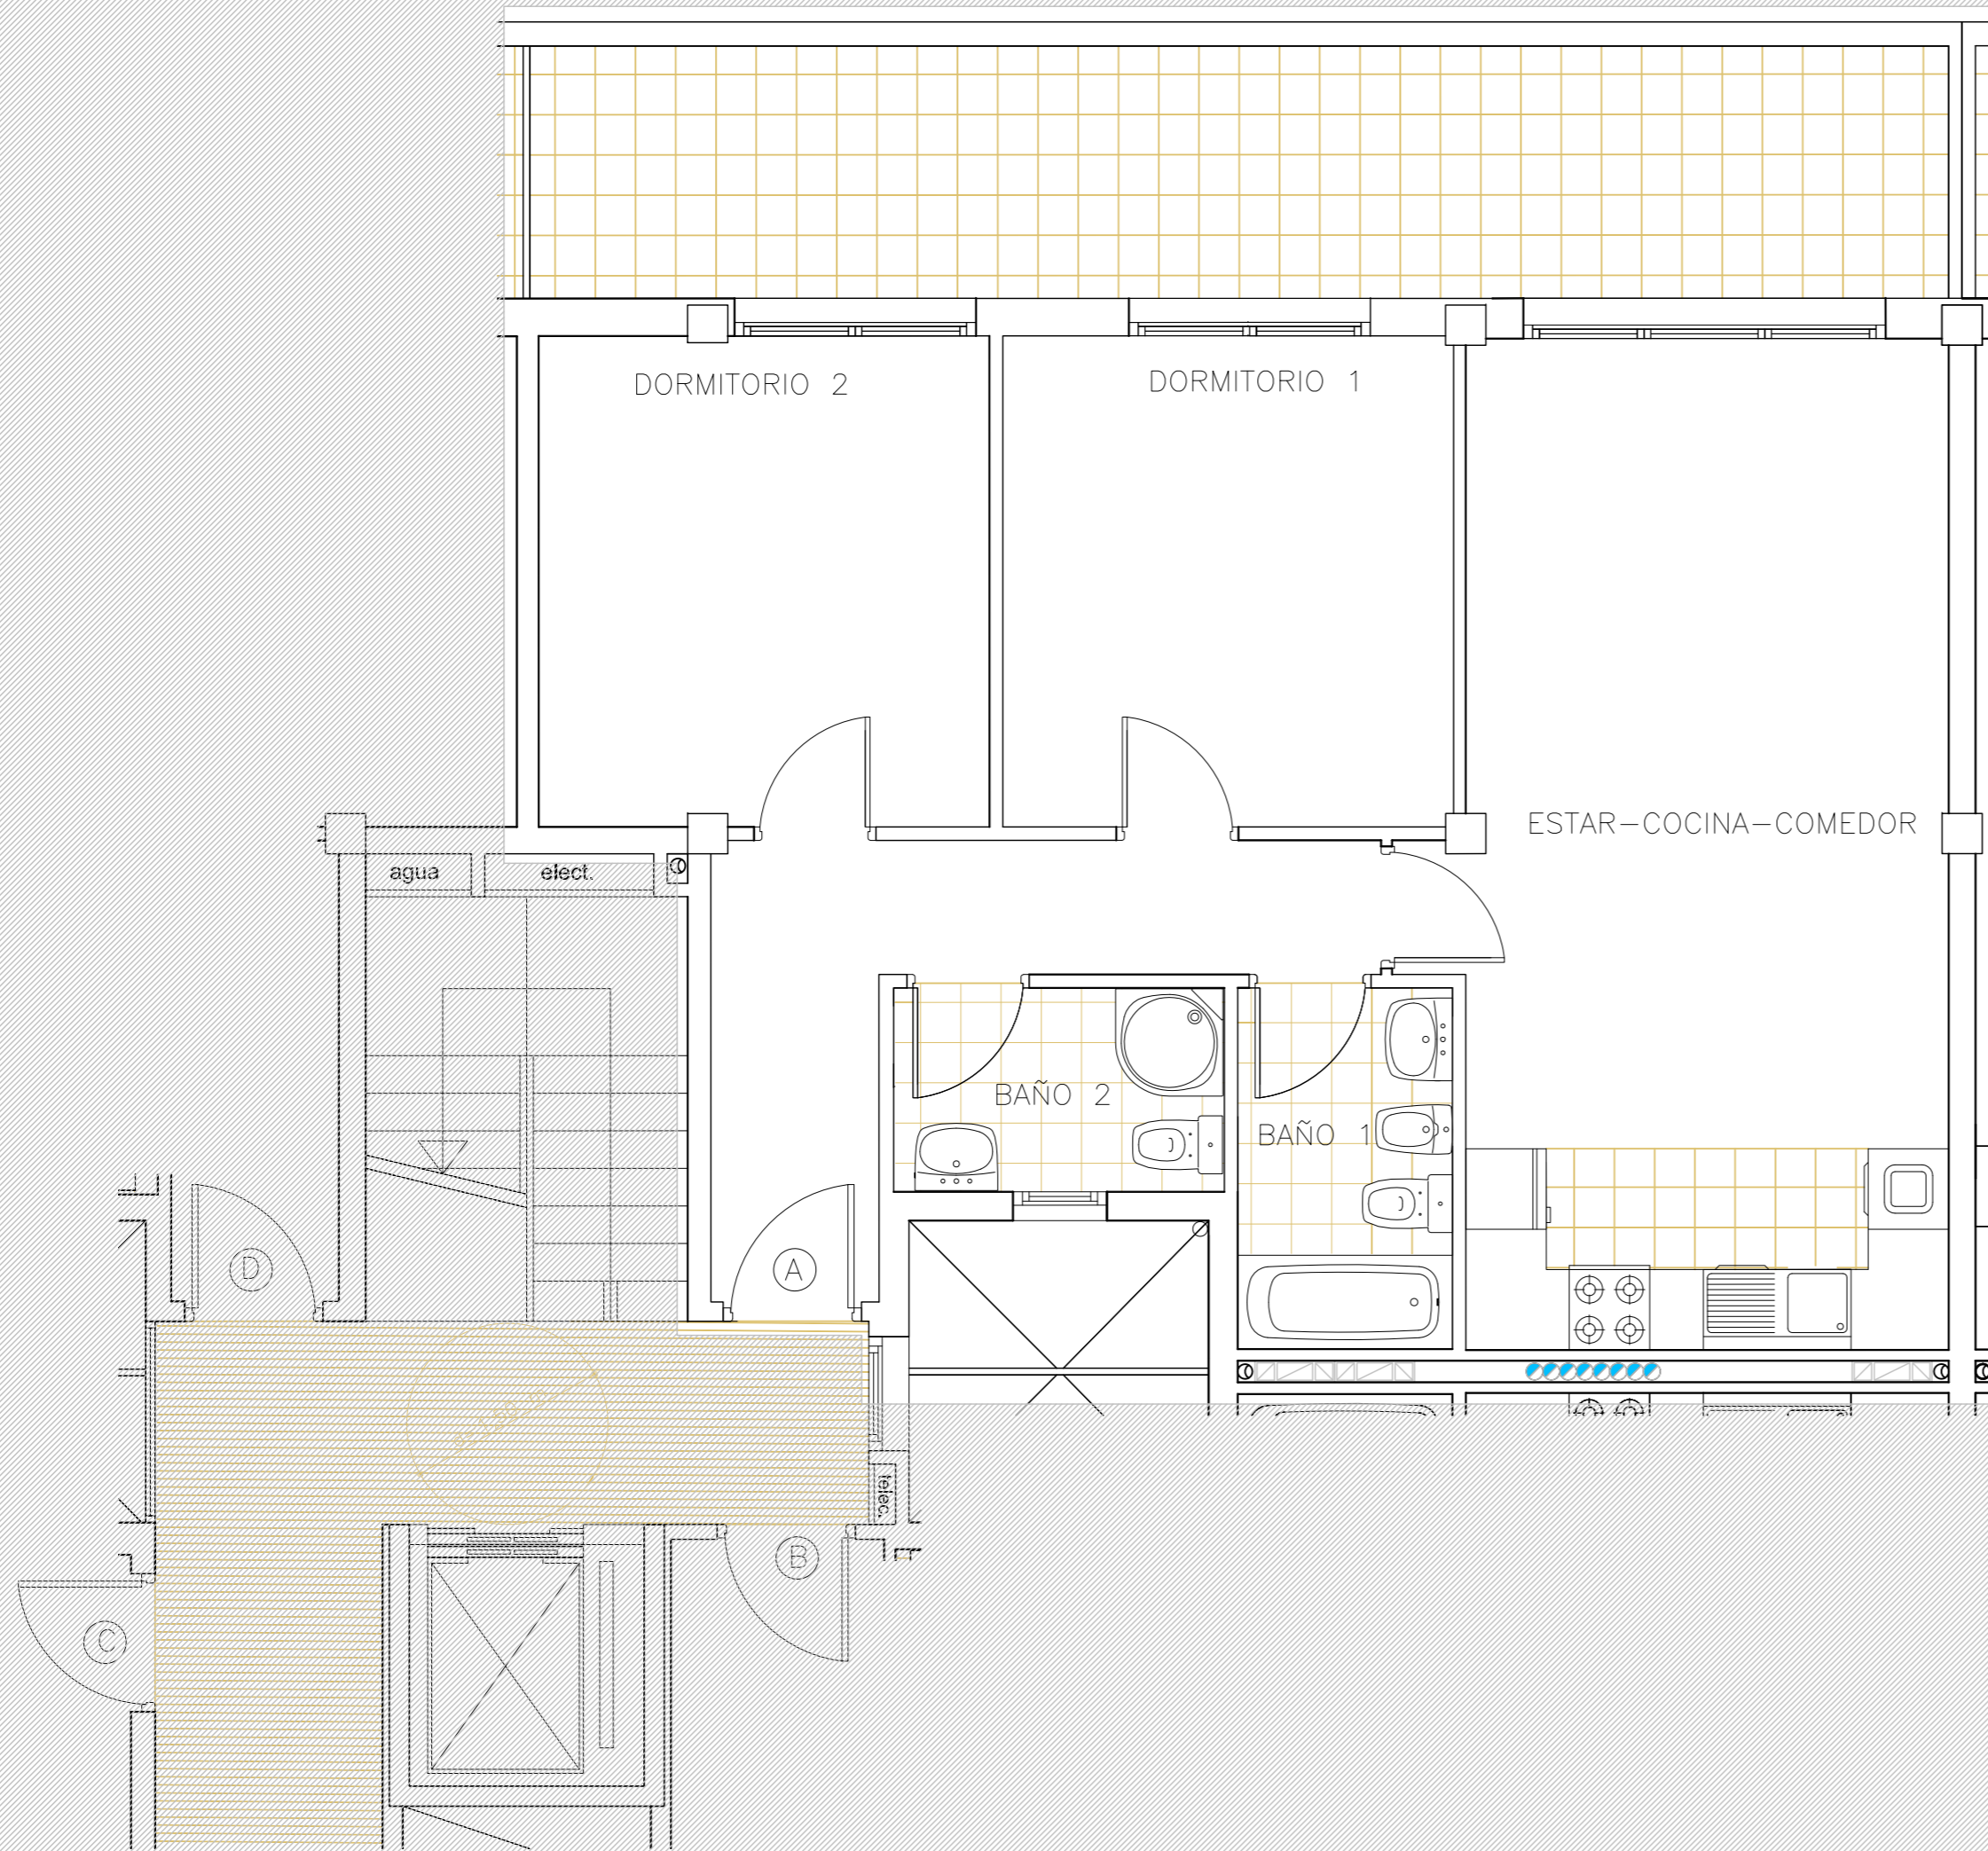 DORMITORIO 2
DORMITORIO 1
ESTAR-COCINA-COMEDOR
agua
elect.
BAÑO 2
BAÑO 1
D
A
telec.
B
C